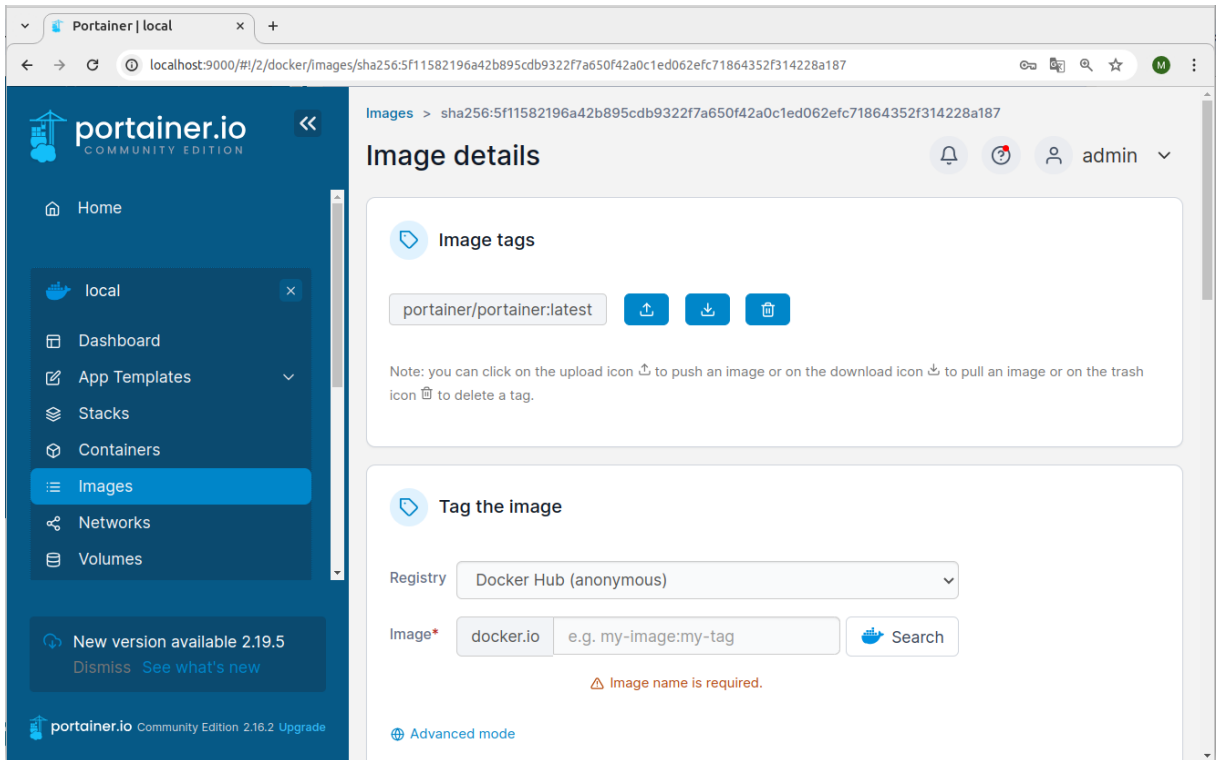 Portainer | local
localhost:9000/#!/2/docker/images/sha256:5f11582196a42b895cdb9322f7a650f42a0c1ed062efc71864352f314228a187
M
portainer.io
COMMUNITY EDITION
Home
local
Dashboard
App Templates
Stacks
Containers
Images
Networks
Volumes
New version available 2.19.5
Dismiss See what's new
portainer.io Community Edition 2.16.2 Upgrade
Images > sha256:5f11582196a42b895cdb9322f7a650f42a0c1ed062efc71864352f314228a187
Image details
admin
Image tags
portainer/portainer:latest
Note: you can click on the upload icon to push an image or on the download icon to pull an image or on the trash
icon to delete a tag.
Tag the image
Registry Docker Hub (anonymous)
Image* docker.io e.g. my-image:my-tag Search
Image name is required.
Advanced mode